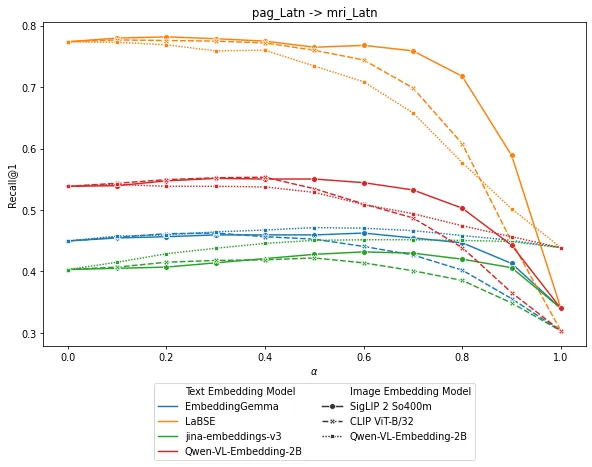 pag_Latn -> mri_Latn
Recall@1
0.8
0.7
0.6
0.5
0.4
0.3
0.0 0.2 0.4 0.6 0.8 1.0
α
Text Embedding Model Image Embedding Model
EmbeddingGemma SigLIP 2 So400m
LaBSE CLIP ViT-B/32
jina-embeddings-v3 Qwen-VL-Embedding-2B
Qwen-VL-Embedding-2B